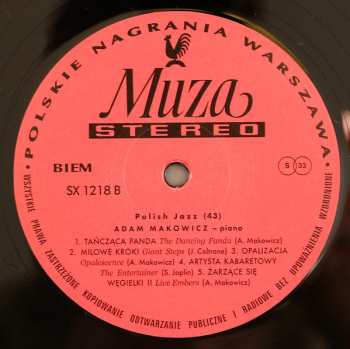 • POLSKIE NAGRANIA WARSZAWA •
Muza
STEREO
BIEM
S 33
SX 1218 B
Polish Jazz (43)
ADAM MAKOWICZ – piano
1. TAŃCZĄCA PANDA The Dancing Panda (A. Makowicz)
2. MILOWE KROKI Giant Steps (J. Coltrane) 3. OPALIZACJA
Opalescence (A. Makowicz) 4. ARTYSTA KABARETOWY
The Entertainer (S. Joplin) 5. ŻARZĄCE SIĘ
WĘGIELKI II Live Embers (A. Makowicz)
WSZYSTKIE PRAWA ZASTRZEŻONE KOPIOWANIE ODTWARZANIE PUBLICZNE I RADIOWE BEZ UPOWAŻNIENIA WZBRONIONE